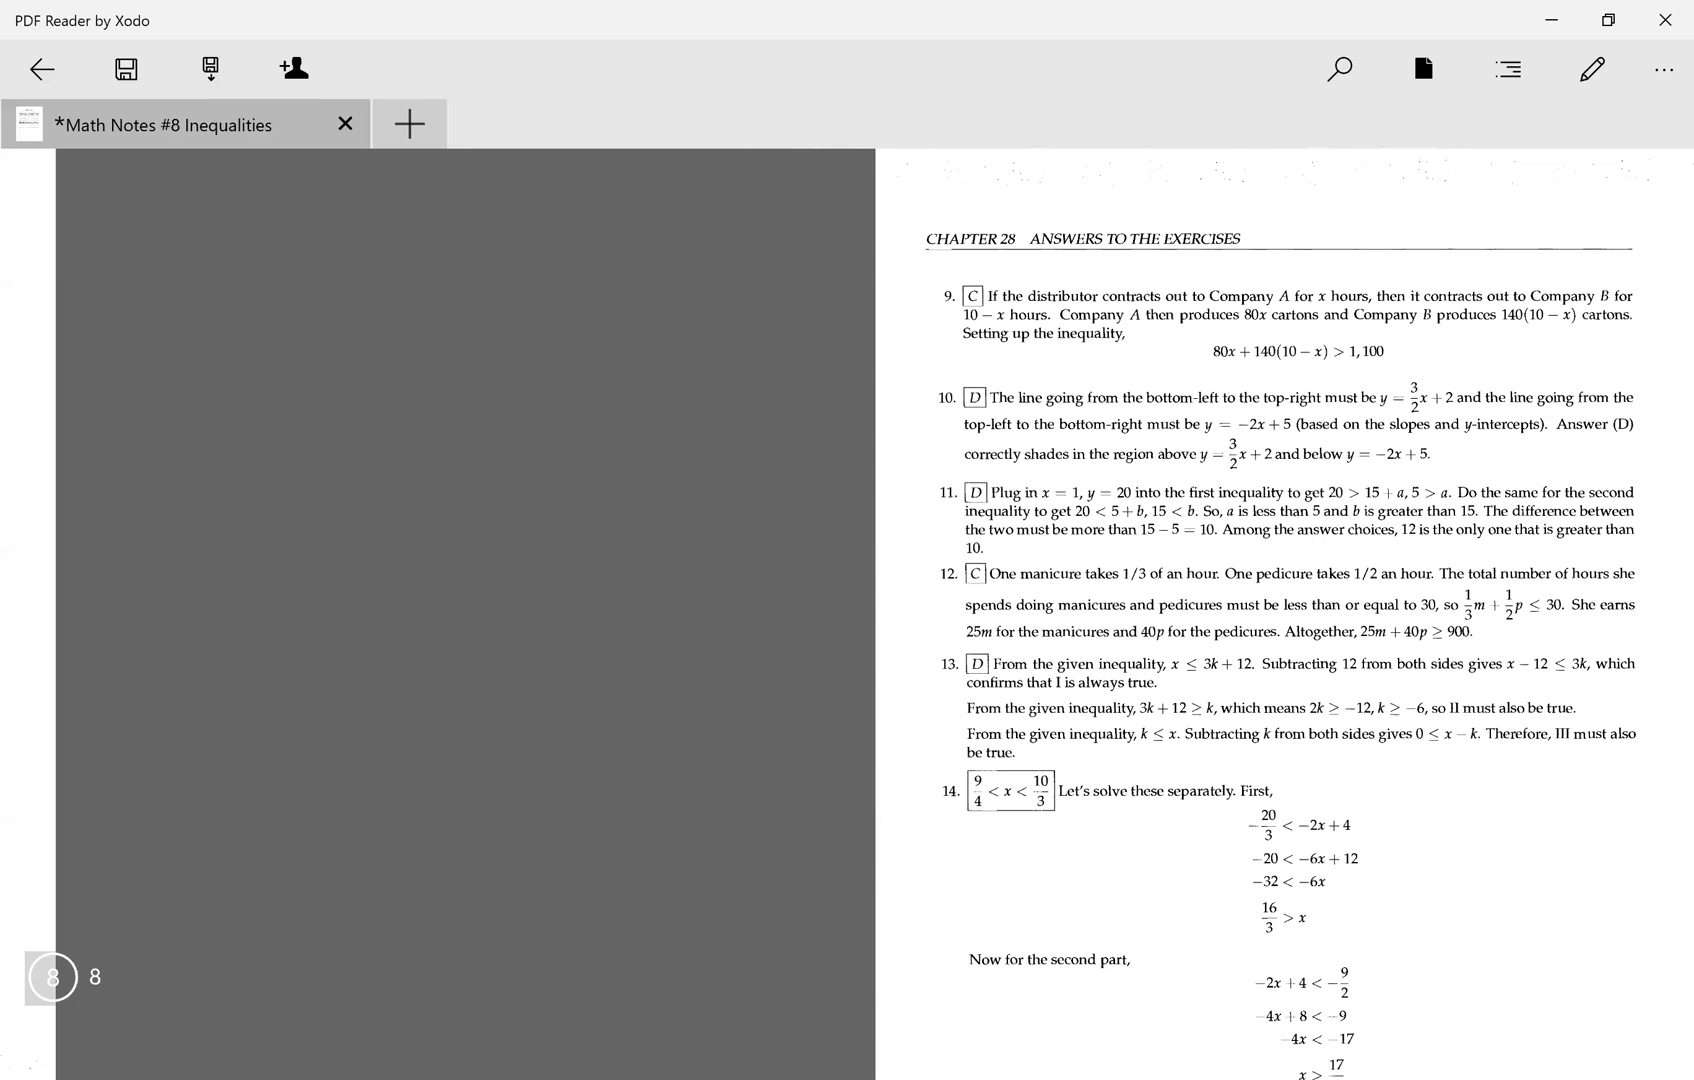 PDF Reader by Xodo
*Math Notes #8 Inequalities
CHAPTER 28 ANSWERS TO THE EXERCISES
9. C If the distributor contracts out to Company A for x hours, then it contracts out to Company B for
10 − x hours. Company A then produces 80x cartons and Company B produces 140(10 − x) cartons.
Setting up the inequality,
80x + 140(10 − x) > 1,100
10. D The line going from the bottom-left to the top-right must be y = 3/2 x + 2 and the line going from the
top-left to the bottom-right must be y = −2x + 5 (based on the slopes and y-intercepts). Answer (D)
correctly shades in the region above y = 3/2 x + 2 and below y = −2x + 5.
11. D Plug in x = 1, y = 20 into the first inequality to get 20 > 15 + a, 5 > a. Do the same for the second
inequality to get 20 < 5 + b, 15 < b. So, a is less than 5 and b is greater than 15. The difference between
the two must be more than 15 − 5 = 10. Among the answer choices, 12 is the only one that is greater than
10.
12. C One manicure takes 1/3 of an hour. One pedicure takes 1/2 an hour. The total number of hours she
spends doing manicures and pedicures must be less than or equal to 30, so 1/3 m + 1/2 p ≤ 30. She earns
25m for the manicures and 40p for the pedicures. Altogether, 25m + 40p ≥ 900.
13. D From the given inequality, x ≤ 3k + 12. Subtracting 12 from both sides gives x − 12 ≤ 3k, which
confirms that I is always true.
From the given inequality, 3k + 12 ≥ k, which means 2k ≥ −12, k ≥ −6, so II must also be true.
From the given inequality, k ≤ x. Subtracting k from both sides gives 0 ≤ x − k. Therefore, III must also
be true.
14. 9/4 < x < 10/3 Let's solve these separately. First,
−20/3 < −2x + 4
−20 < −6x + 12
−32 < −6x
16/3 > x
Now for the second part,
−2x + 4 < −9/2
−4x + 8 < −9
−4x < −17
x > 17
8 8